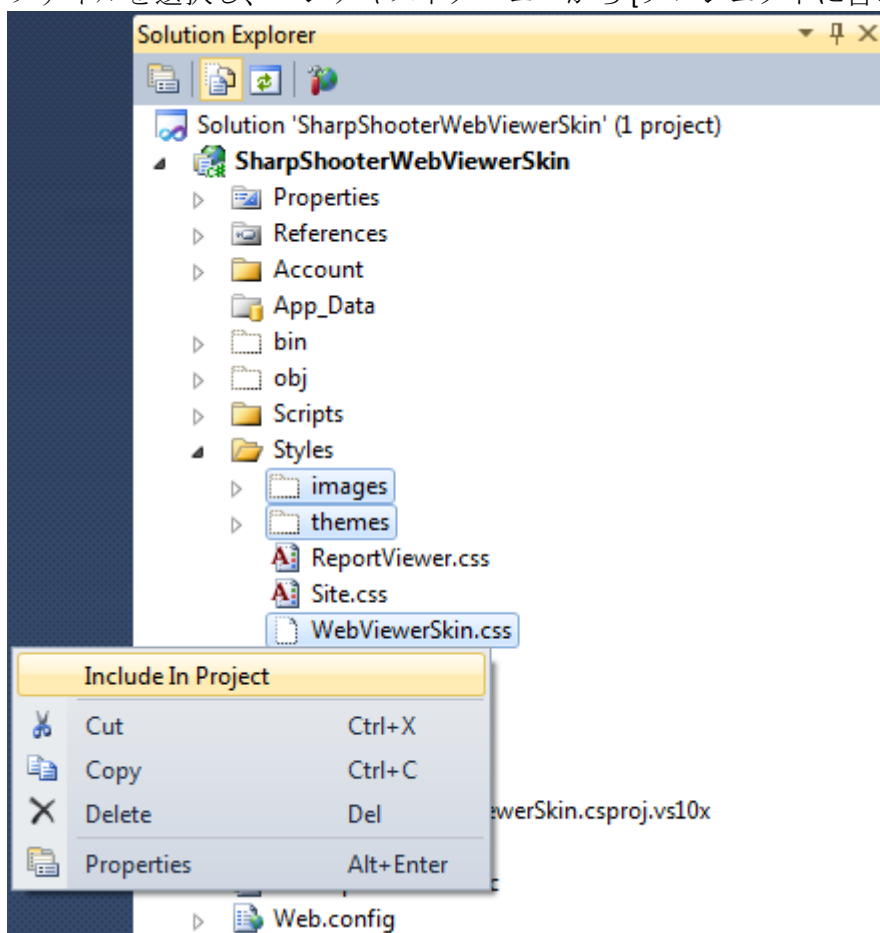 Solution Explorer
Solution 'SharpShooterWebViewerSkin' (1 project)
SharpShooterWebViewerSkin
Properties
References
Account
App_Data
bin
obj
Scripts
Styles
images
themes
ReportViewer.css
Site.css
WebViewerSkin.css
Include In Project
Cut Ctrl+X
Copy Ctrl+C
Delete Del
werSkin.csproj.vs10x
Properties Alt+Enter
Web.config